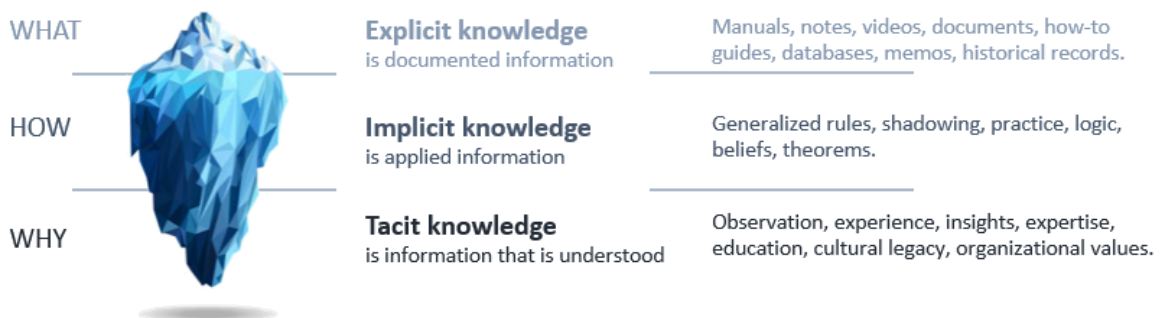 WHAT
Explicit knowledge
is documented information
Manuals, notes, videos, documents, how-to
guides, databases, memos, historical records.
HOW
Implicit knowledge
is applied information
Generalized rules, shadowing, practice, logic,
beliefs, theorems.
WHY
Tacit knowledge
is information that is understood
Observation, experience, insights, expertise,
education, cultural legacy, organizational values.